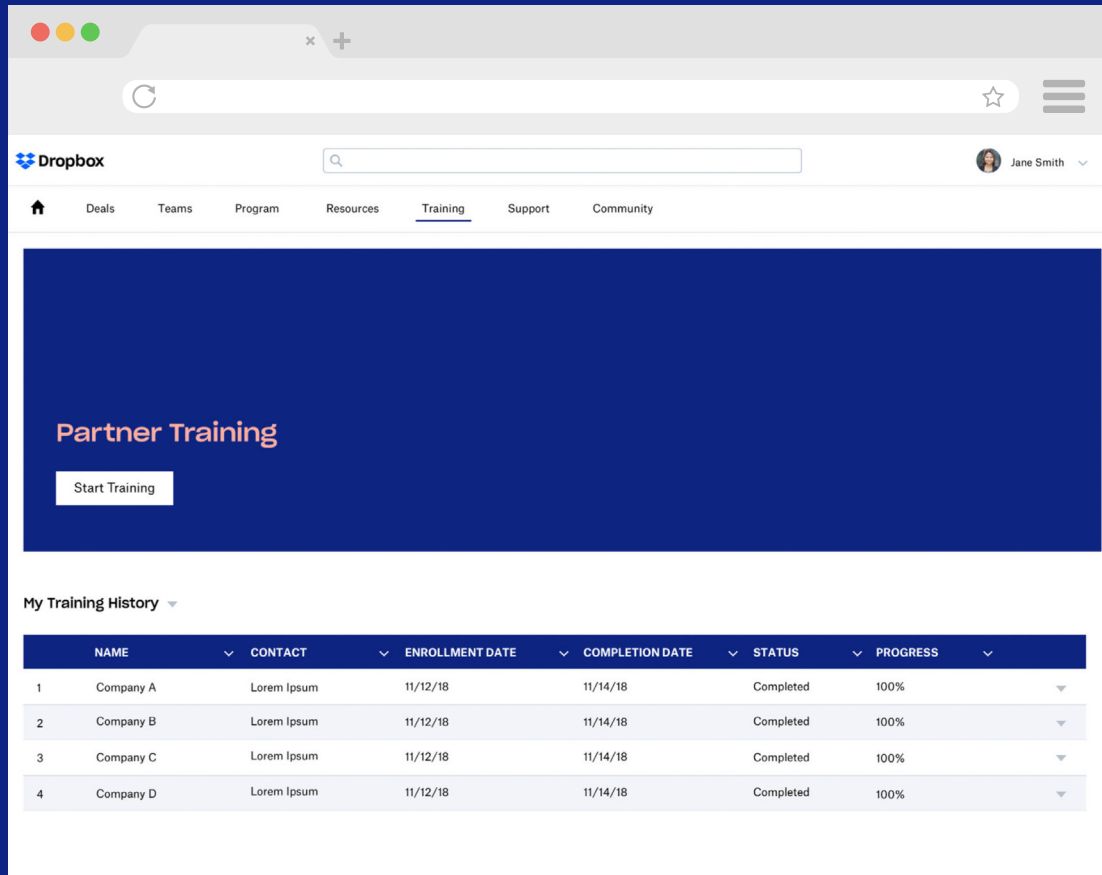 Dropbox
Jane Smith
Deals Teams Program Resources Training Support Community
Partner Training
Start Training
My Training History
NAME CONTACT ENROLLMENT DATE COMPLETION DATE STATUS PROGRESS
1 Company A Lorem Ipsum 11/12/18 11/14/18 Completed 100%
2 Company B Lorem Ipsum 11/12/18 11/14/18 Completed 100%
3 Company C Lorem Ipsum 11/12/18 11/14/18 Completed 100%
4 Company D Lorem Ipsum 11/12/18 11/14/18 Completed 100%